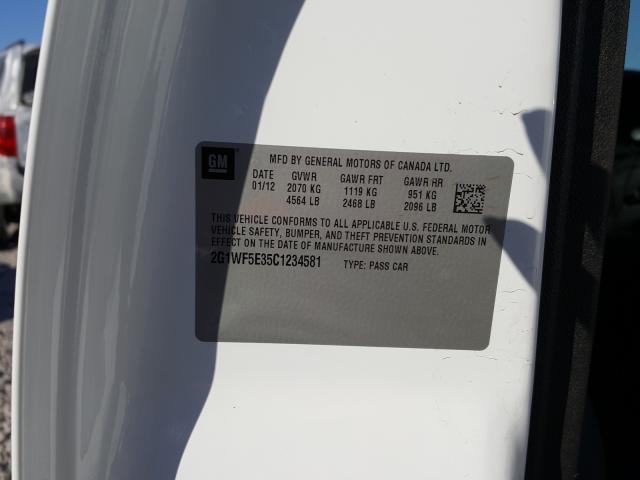 GM
MFD BY GENERAL MOTORS OF CANADA LTD.
DATE GVWR GAWR FRT GAWR RR
01/12 2070 KG 1119 KG 951 KG
4564 LB 2468 LB 2096 LB
THIS VEHICLE CONFORMS TO ALL APPLICABLE U.S. FEDERAL MOTOR
VEHICLE SAFETY, BUMPER, AND THEFT PREVENTION STANDARDS IN
EFFECT ON THE DATE OF MANUFACTURE SHOWN ABOVE.
2G1WF5E35C1234581 TYPE: PASS CAR